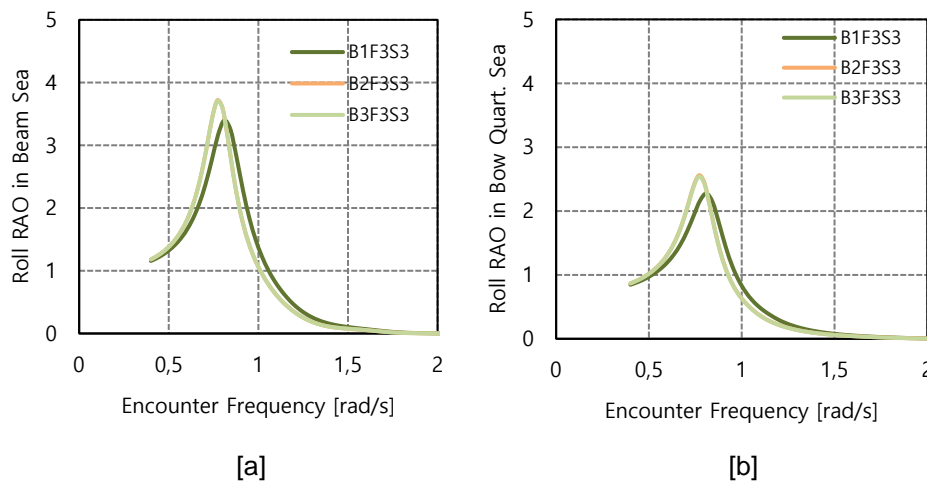 Roll RAO in Beam Sea
5
4
3
2
1
0
0
0,5
1
1,5
2
B1F3S3
B2F3S3
B3F3S3
Encounter Frequency [rad/s]
[a]
Roll RAO in Bow Quart. Sea
5
4
3
2
1
0
0
0,5
1
1,5
2
B1F3S3
B2F3S3
B3F3S3
Encounter Frequency [rad/s]
[b]